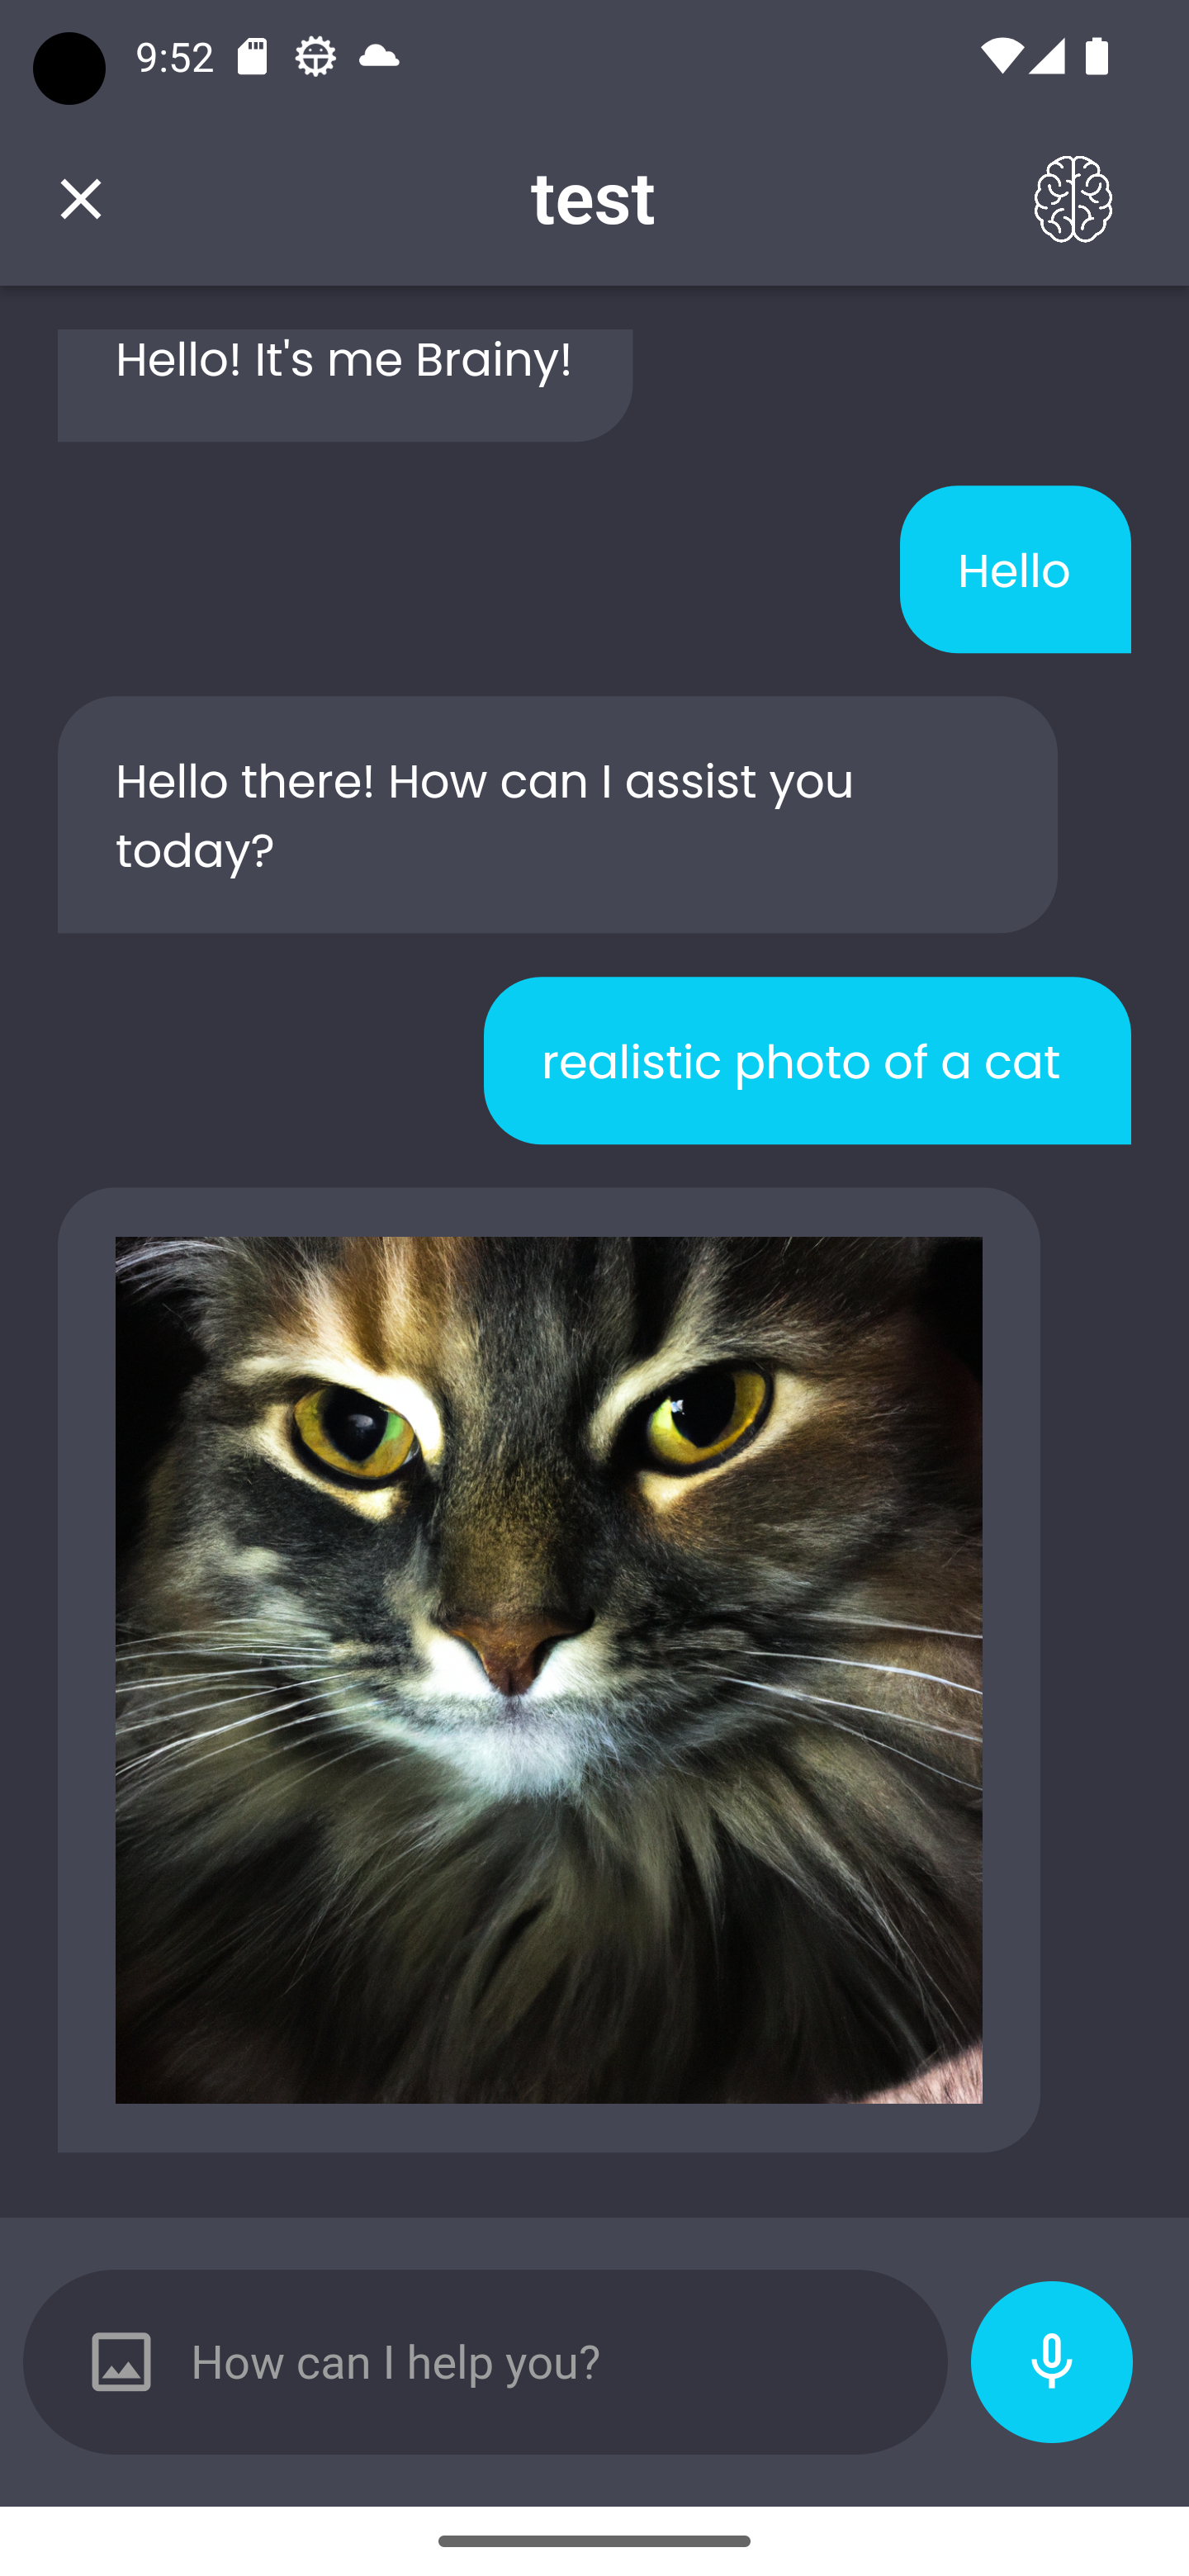 9:52
test
Hello! It's me Brainy!
Hello
Hello there! How can I assist you
today?
realistic photo of a cat
How can I help you?